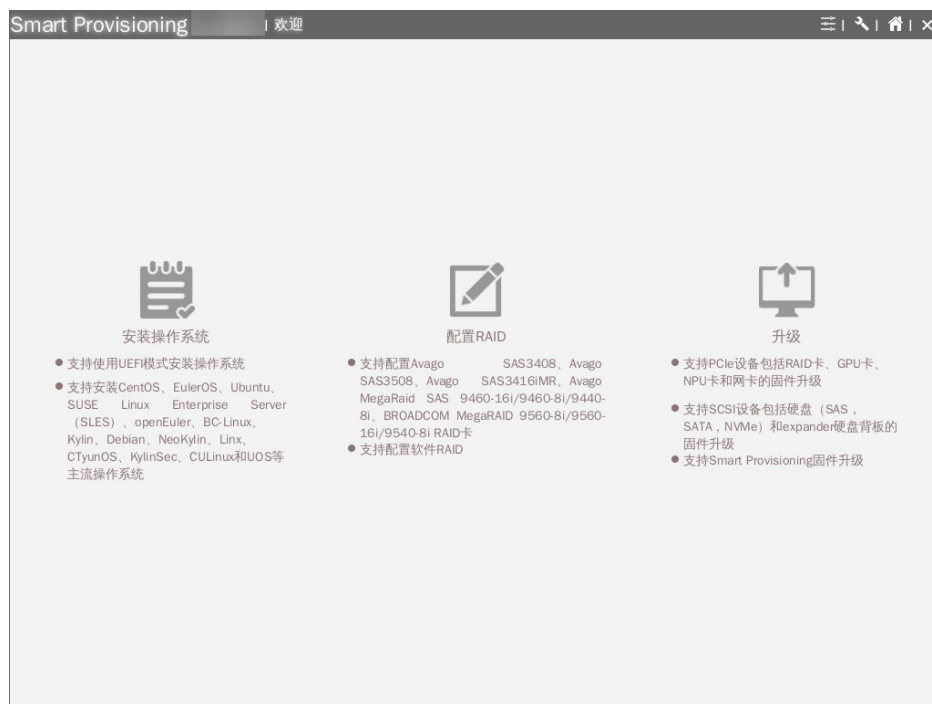 Smart Provisioning | 欢迎
安装操作系统
支持使用UEFI模式安装操作系统
支持安装CentOS、EulerOS、Ubuntu、
SUSE Linux Enterprise Server
（SLES）、openEuler、BC-Linux、
Kylin、Debian、NeoKylin、Linx、
CTyunOS、KylinSec、CULinux和UOS等
主流操作系统
配置RAID
支持配置Avago SAS3408、Avago
SAS3508、Avago SAS3416iMR、Avago
MegaRaid SAS 9460-16i/9460-8i/9440-
8i、BROADCOM MegaRAID 9560-8i/9560-
16i/9540-8i RAID卡
支持配置软件RAID
升级
支持PCIe设备包括RAID卡、GPU卡、
NPU卡和网卡的固件升级
支持SCSI设备包括硬盘（SAS，
SATA，NVMe）和expander硬盘背板的
固件升级
支持Smart Provisioning固件升级